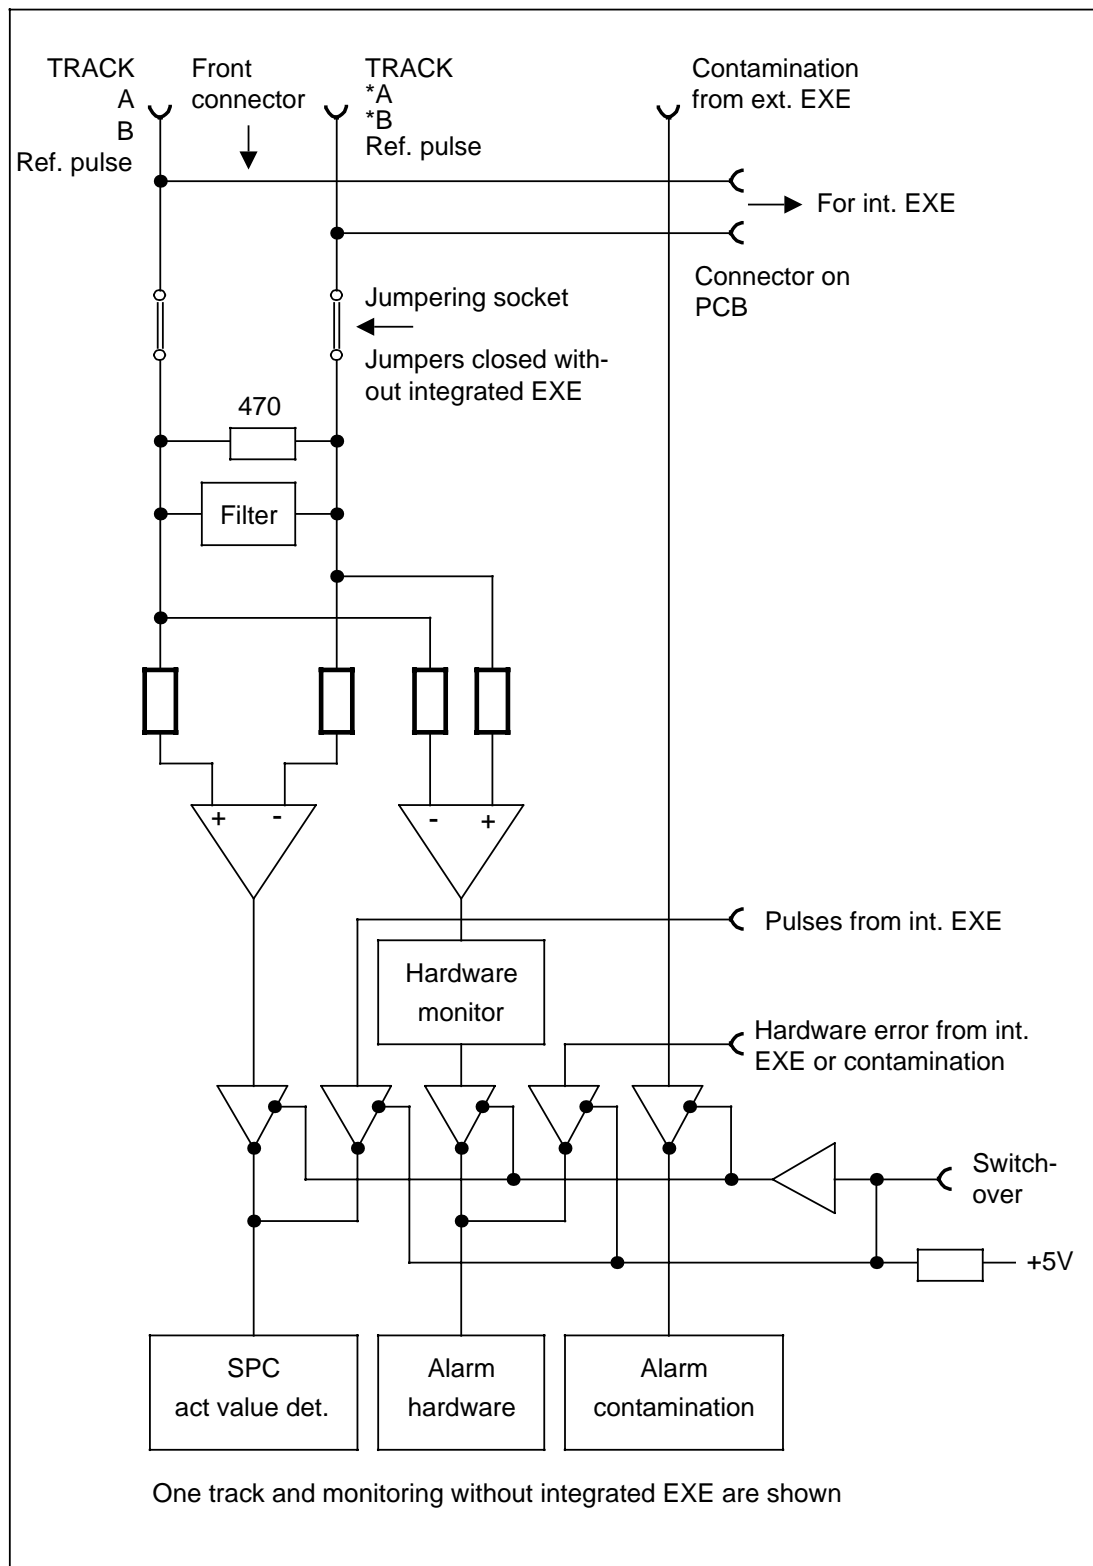 TRACK
A
B
Ref. pulse
Front
connector
TRACK
*A
*B
Ref. pulse
Contamination
from ext. EXE
For int. EXE
Connector on
PCB
Jumpering socket
Jumpers closed with-
out integrated EXE
470
Filter
+ -
- +
Pulses from int. EXE
Hardware
monitor
Hardware error from int.
EXE or contamination
Switch-
over
+5V
SPC
act value det.
Alarm
hardware
Alarm
contamination
One track and monitoring without integrated EXE are shown